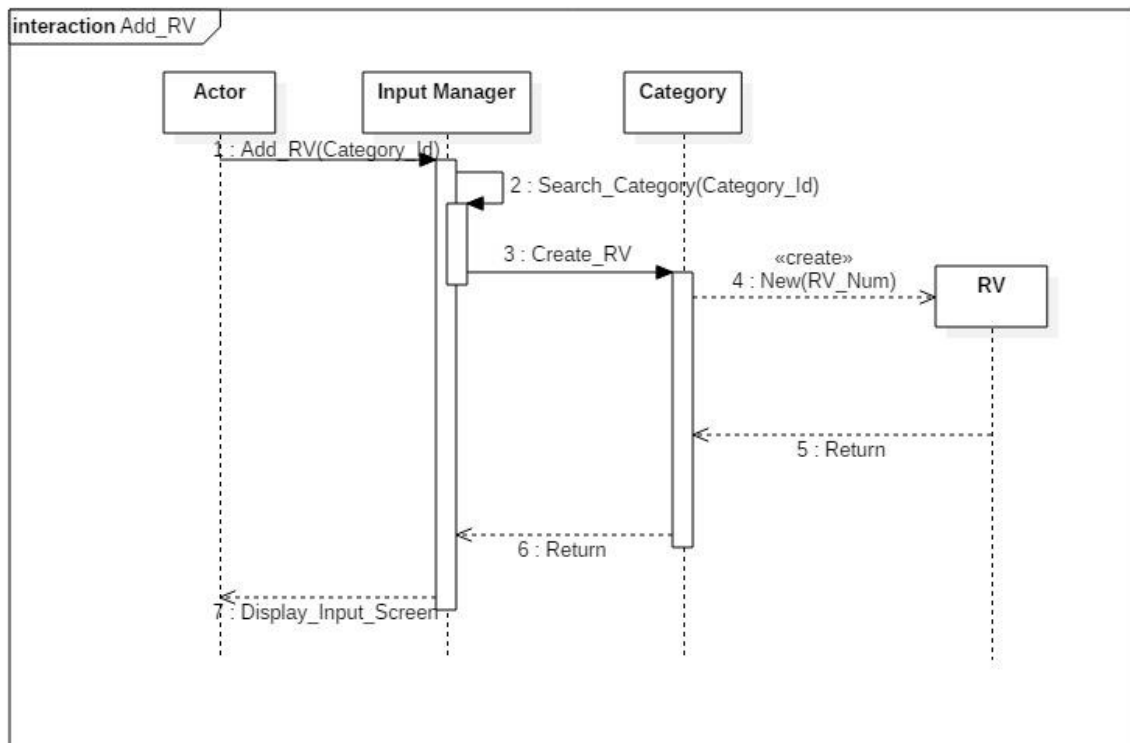 interaction Add_RV
Actor
Input Manager
Category
1 : Add_RV(Category_Id)
2 : Search_Category(Category_Id)
3 : Create_RV
«create»
4 : New(RV_Num)
RV
5 : Return
6 : Return
7 : Display_Input_Screen